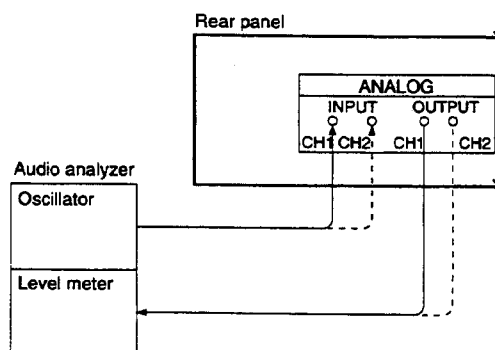 Rear panel
ANALOG
INPUT OUTPUT
CH1 CH2 CH1 CH2
Audio analyzer
Oscillator
Level meter